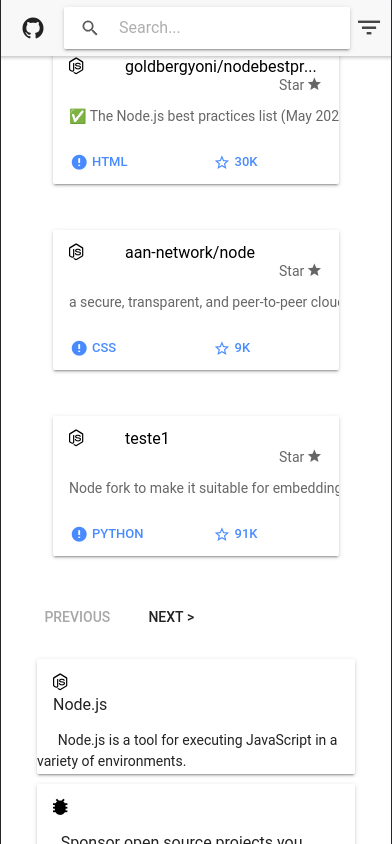 Search...
goldbergyoni/nodebestpr...
Star ★
✅ The Node.js best practices list (May 202
HTML 30K
aan-network/node
Star ★
a secure, transparent, and peer-to-peer clou
CSS 9K
teste1
Star ★
Node fork to make it suitable for embedding
PYTHON 91K
PREVIOUS NEXT >
Node.js
Node.js is a tool for executing JavaScript in a
variety of environments.
Sponsor open source projects you